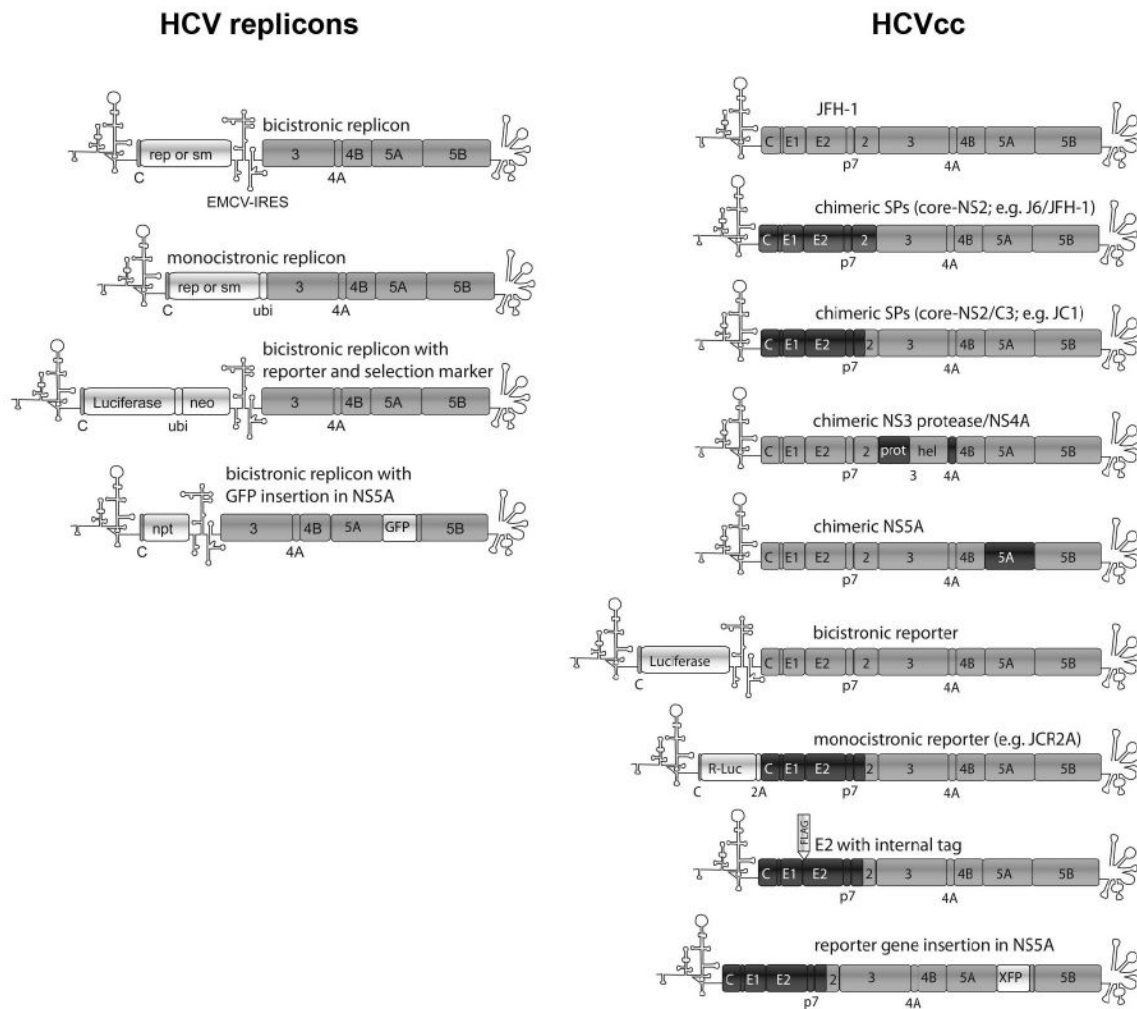 HCV replicons
bicistronic replicon
rep or sm 3 4B 5A 5B
C 4A
EMCV-IRES
monocistronic replicon
rep or sm 3 4B 5A 5B
C ubi 4A
bicistronic replicon with
reporter and selection marker
Luciferase neo 3 4B 5A 5B
C ubi 4A
bicistronic replicon with
GFP insertion in NS5A
npt 3 4B 5A GFP 5B
C 4A
HCVcc
JFH-1
C E1 E2 2 3 4B 5A 5B
p7 4A
chimeric SPs (core-NS2; e.g. J6/JFH-1)
C E1 E2 2 3 4B 5A 5B
p7 4A
chimeric SPs (core-NS2/C3; e.g. JC1)
C E1 E2 2 3 4B 5A 5B
p7 4A
chimeric NS3 protease/NS4A
C E1 E2 2 prot hel 4B 5A 5B
p7 3 4A
chimeric NS5A
C E1 E2 2 3 4B 5A 5B
p7 4A
bicistronic reporter
Luciferase C E1 E2 2 3 4B 5A 5B
C p7 4A
monocistronic reporter (e.g. JCR2A)
R-Luc C E1 E2 2 3 4B 5A 5B
C 2A p7 4A
FLAG
E2 with internal tag
C E1 E2 2 3 4B 5A 5B
p7 4A
reporter gene insertion in NS5A
C E1 E2 2 3 4B 5A XFP 5B
p7 4A